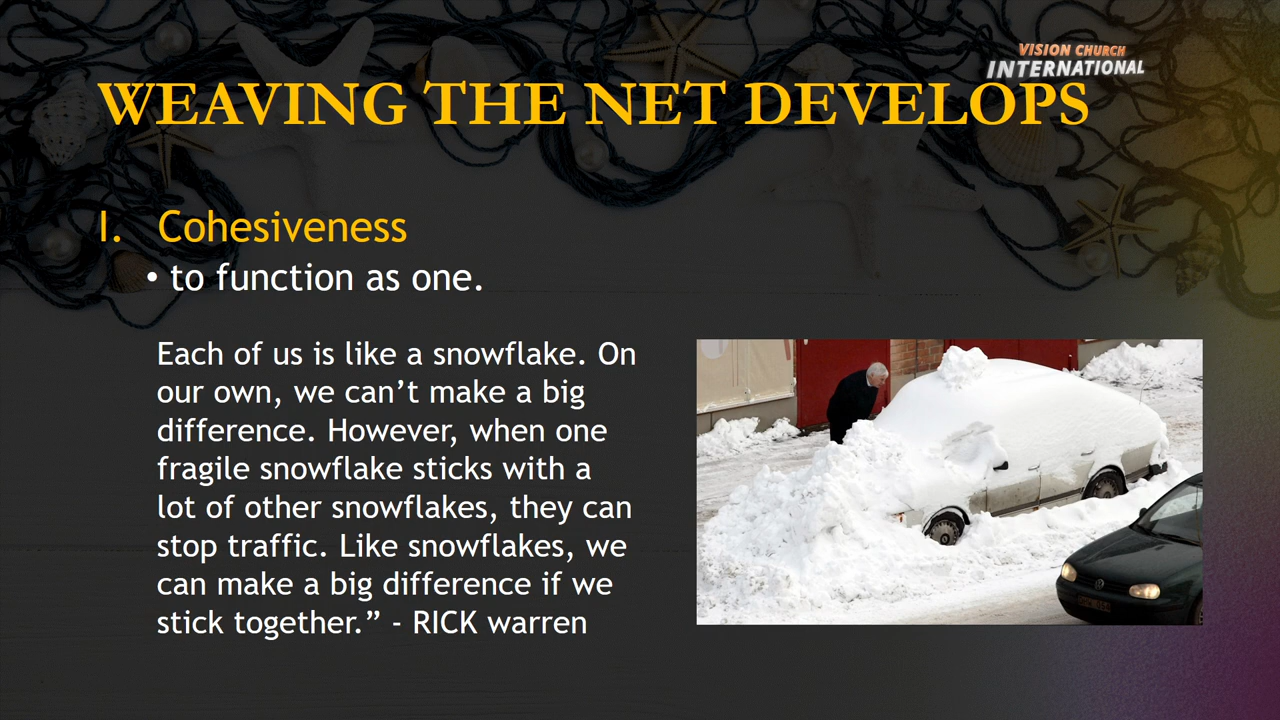 VISION CHURCH
INTERNATIONAL
WEAVING THE NET DEVELOPS
I. Cohesiveness
• to function as one.
Each of us is like a snowflake. On
our own, we can’t make a big
difference. However, when one
fragile snowflake sticks with a
lot of other snowflakes, they can
stop traffic. Like snowflakes, we
can make a big difference if we
stick together.” - RICK warren